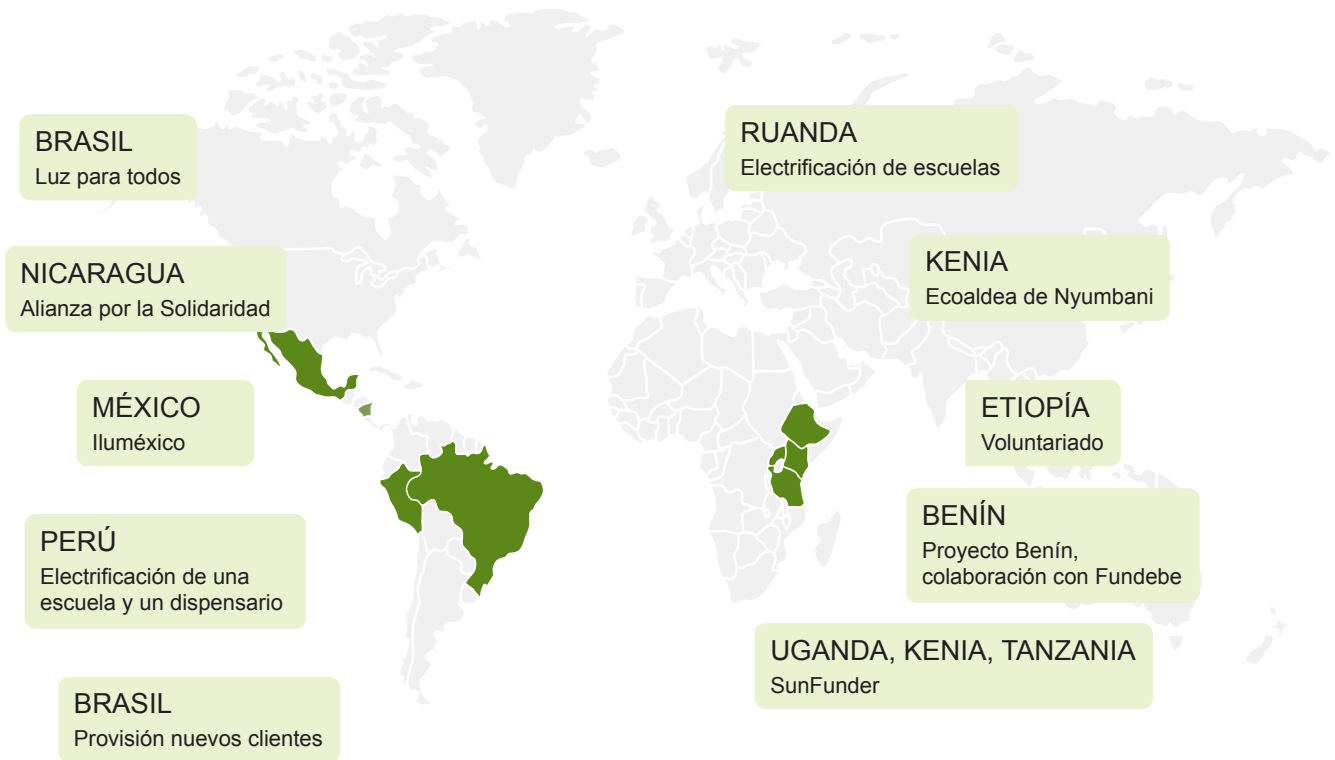 BRASIL
Luz para todos
NICARAGUA
Alianza por la Solidaridad
MÉXICO
Iluméxico
PERÚ
Electrificación de una
escuela y un dispensario
BRASIL
Provisión nuevos clientes
RUANDA
Electrificación de escuelas
KENIA
Ecoaldea de Nyumbani
ETIOPÍA
Voluntariado
BENÍN
Proyecto Benín,
colaboración con Fundebe
UGANDA, KENIA, TANZANIA
SunFunder